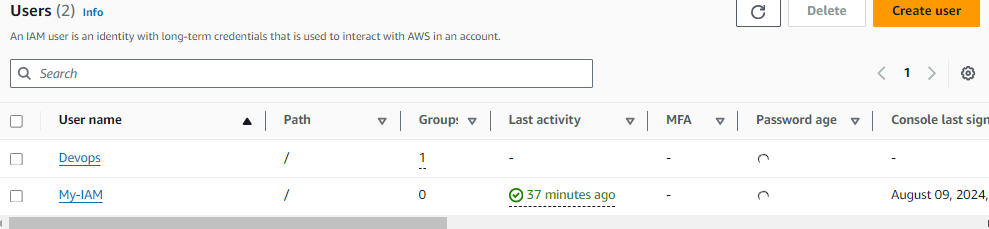 Users (2) Info
Delete
Create user
An IAM user is an identity with long-term credentials that is used to interact with AWS in an account.
Search
1
User name Path Groups Last activity MFA Password age Console last sign
Devops / 1 - - -
My-IAM / 0 37 minutes ago - August 09, 2024,